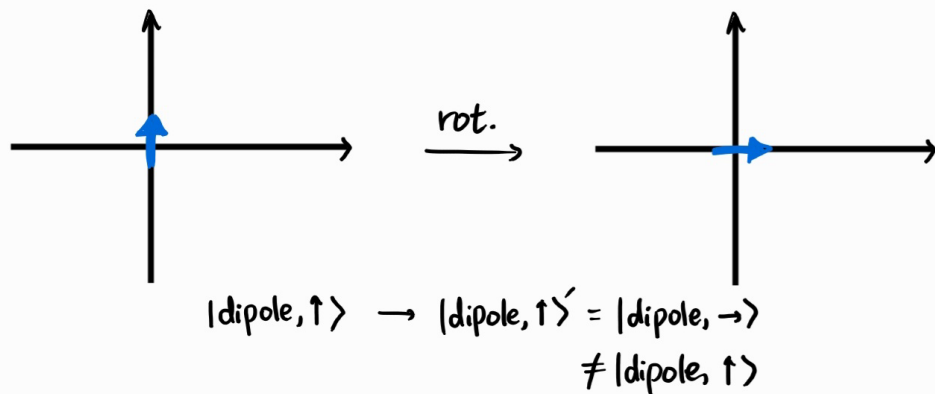 rot.
|dipole,↑⟩ → |dipole,↑⟩′ = |dipole,→⟩
≠ |dipole, ↑⟩